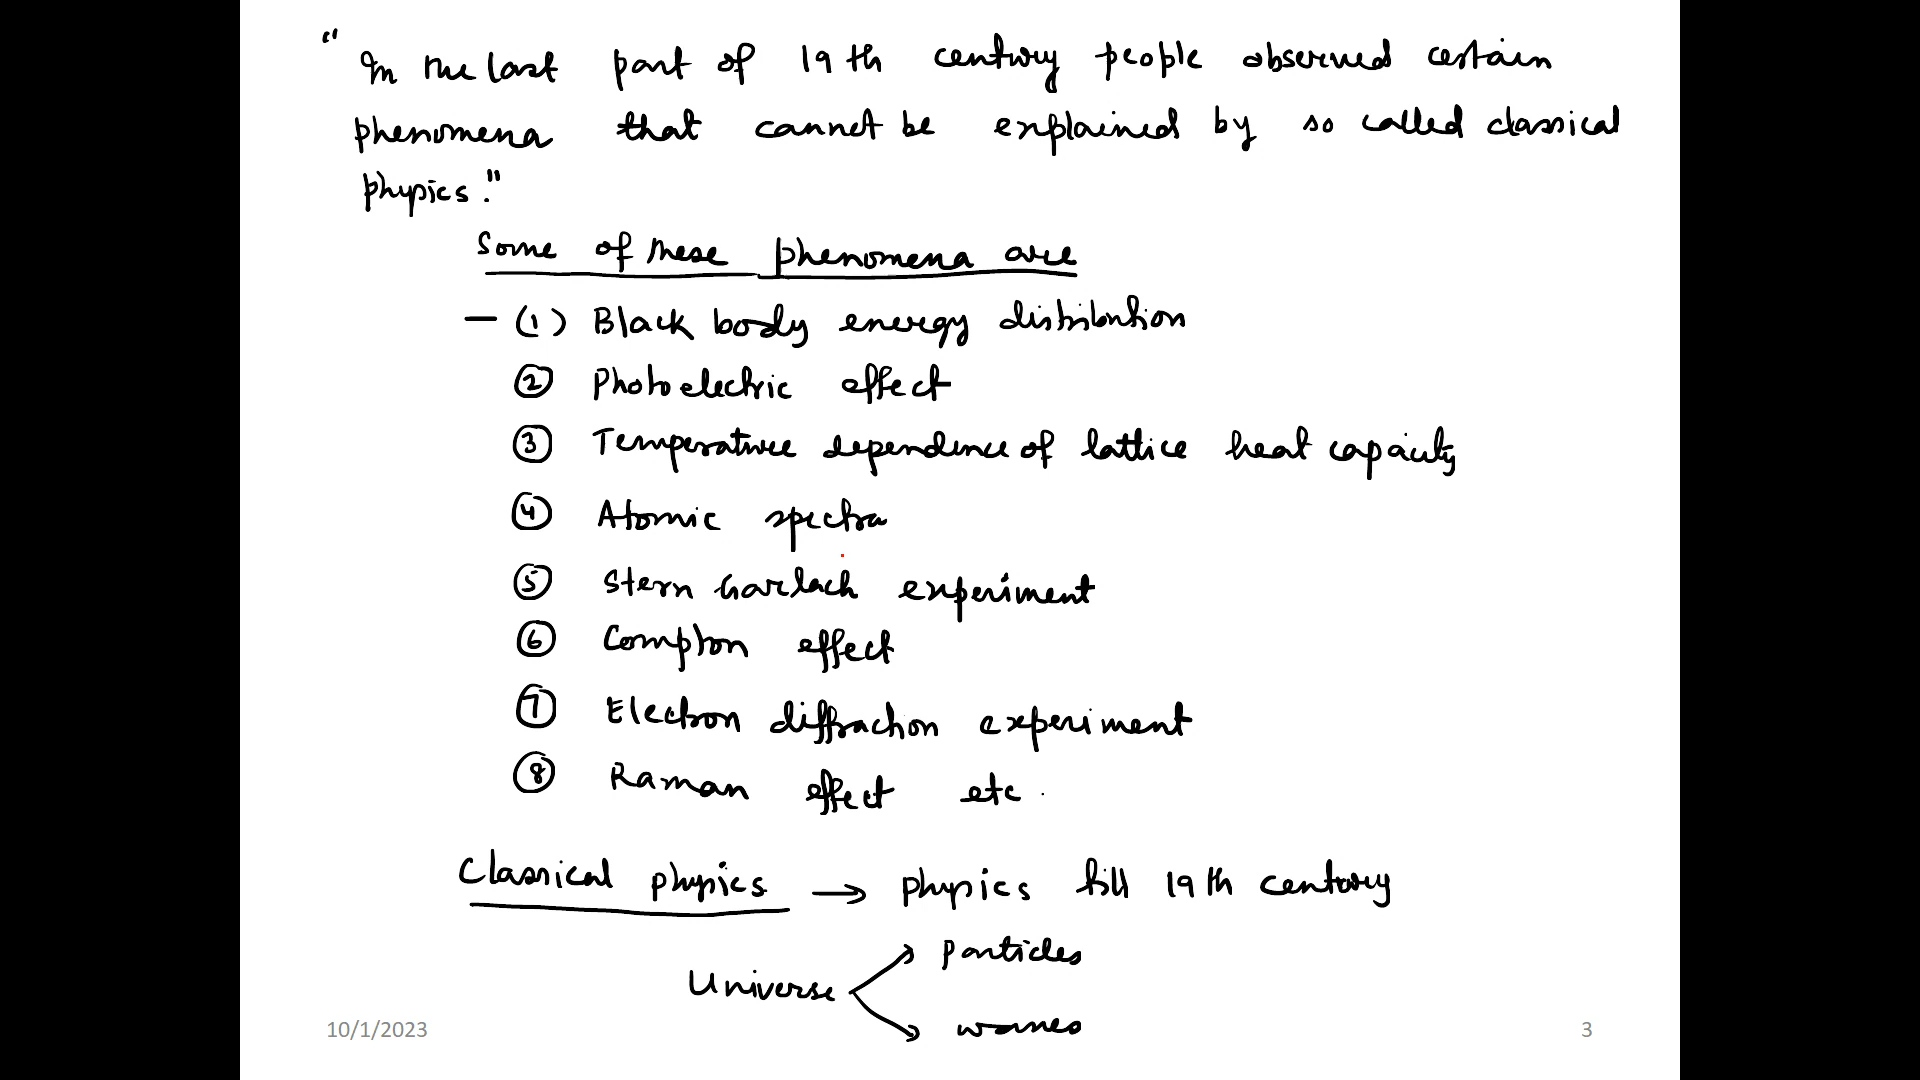 "In the last part of 19th century people observed certain
phenomena that cannot be explained by so called classical
physics."
Some of these phenomena are
– (1) Black body energy distribution
② Photoelectric effect
③ Temperature dependence of lattice heat capacity
④ Atomic spectra
⑤ Stern Garlach experiment
⑥ Compton effect
⑦ Electron diffraction experiment
⑧ Raman effect etc.
Classical physics → physics till 19th century
particles
Universe
waves
10/1/2023 3